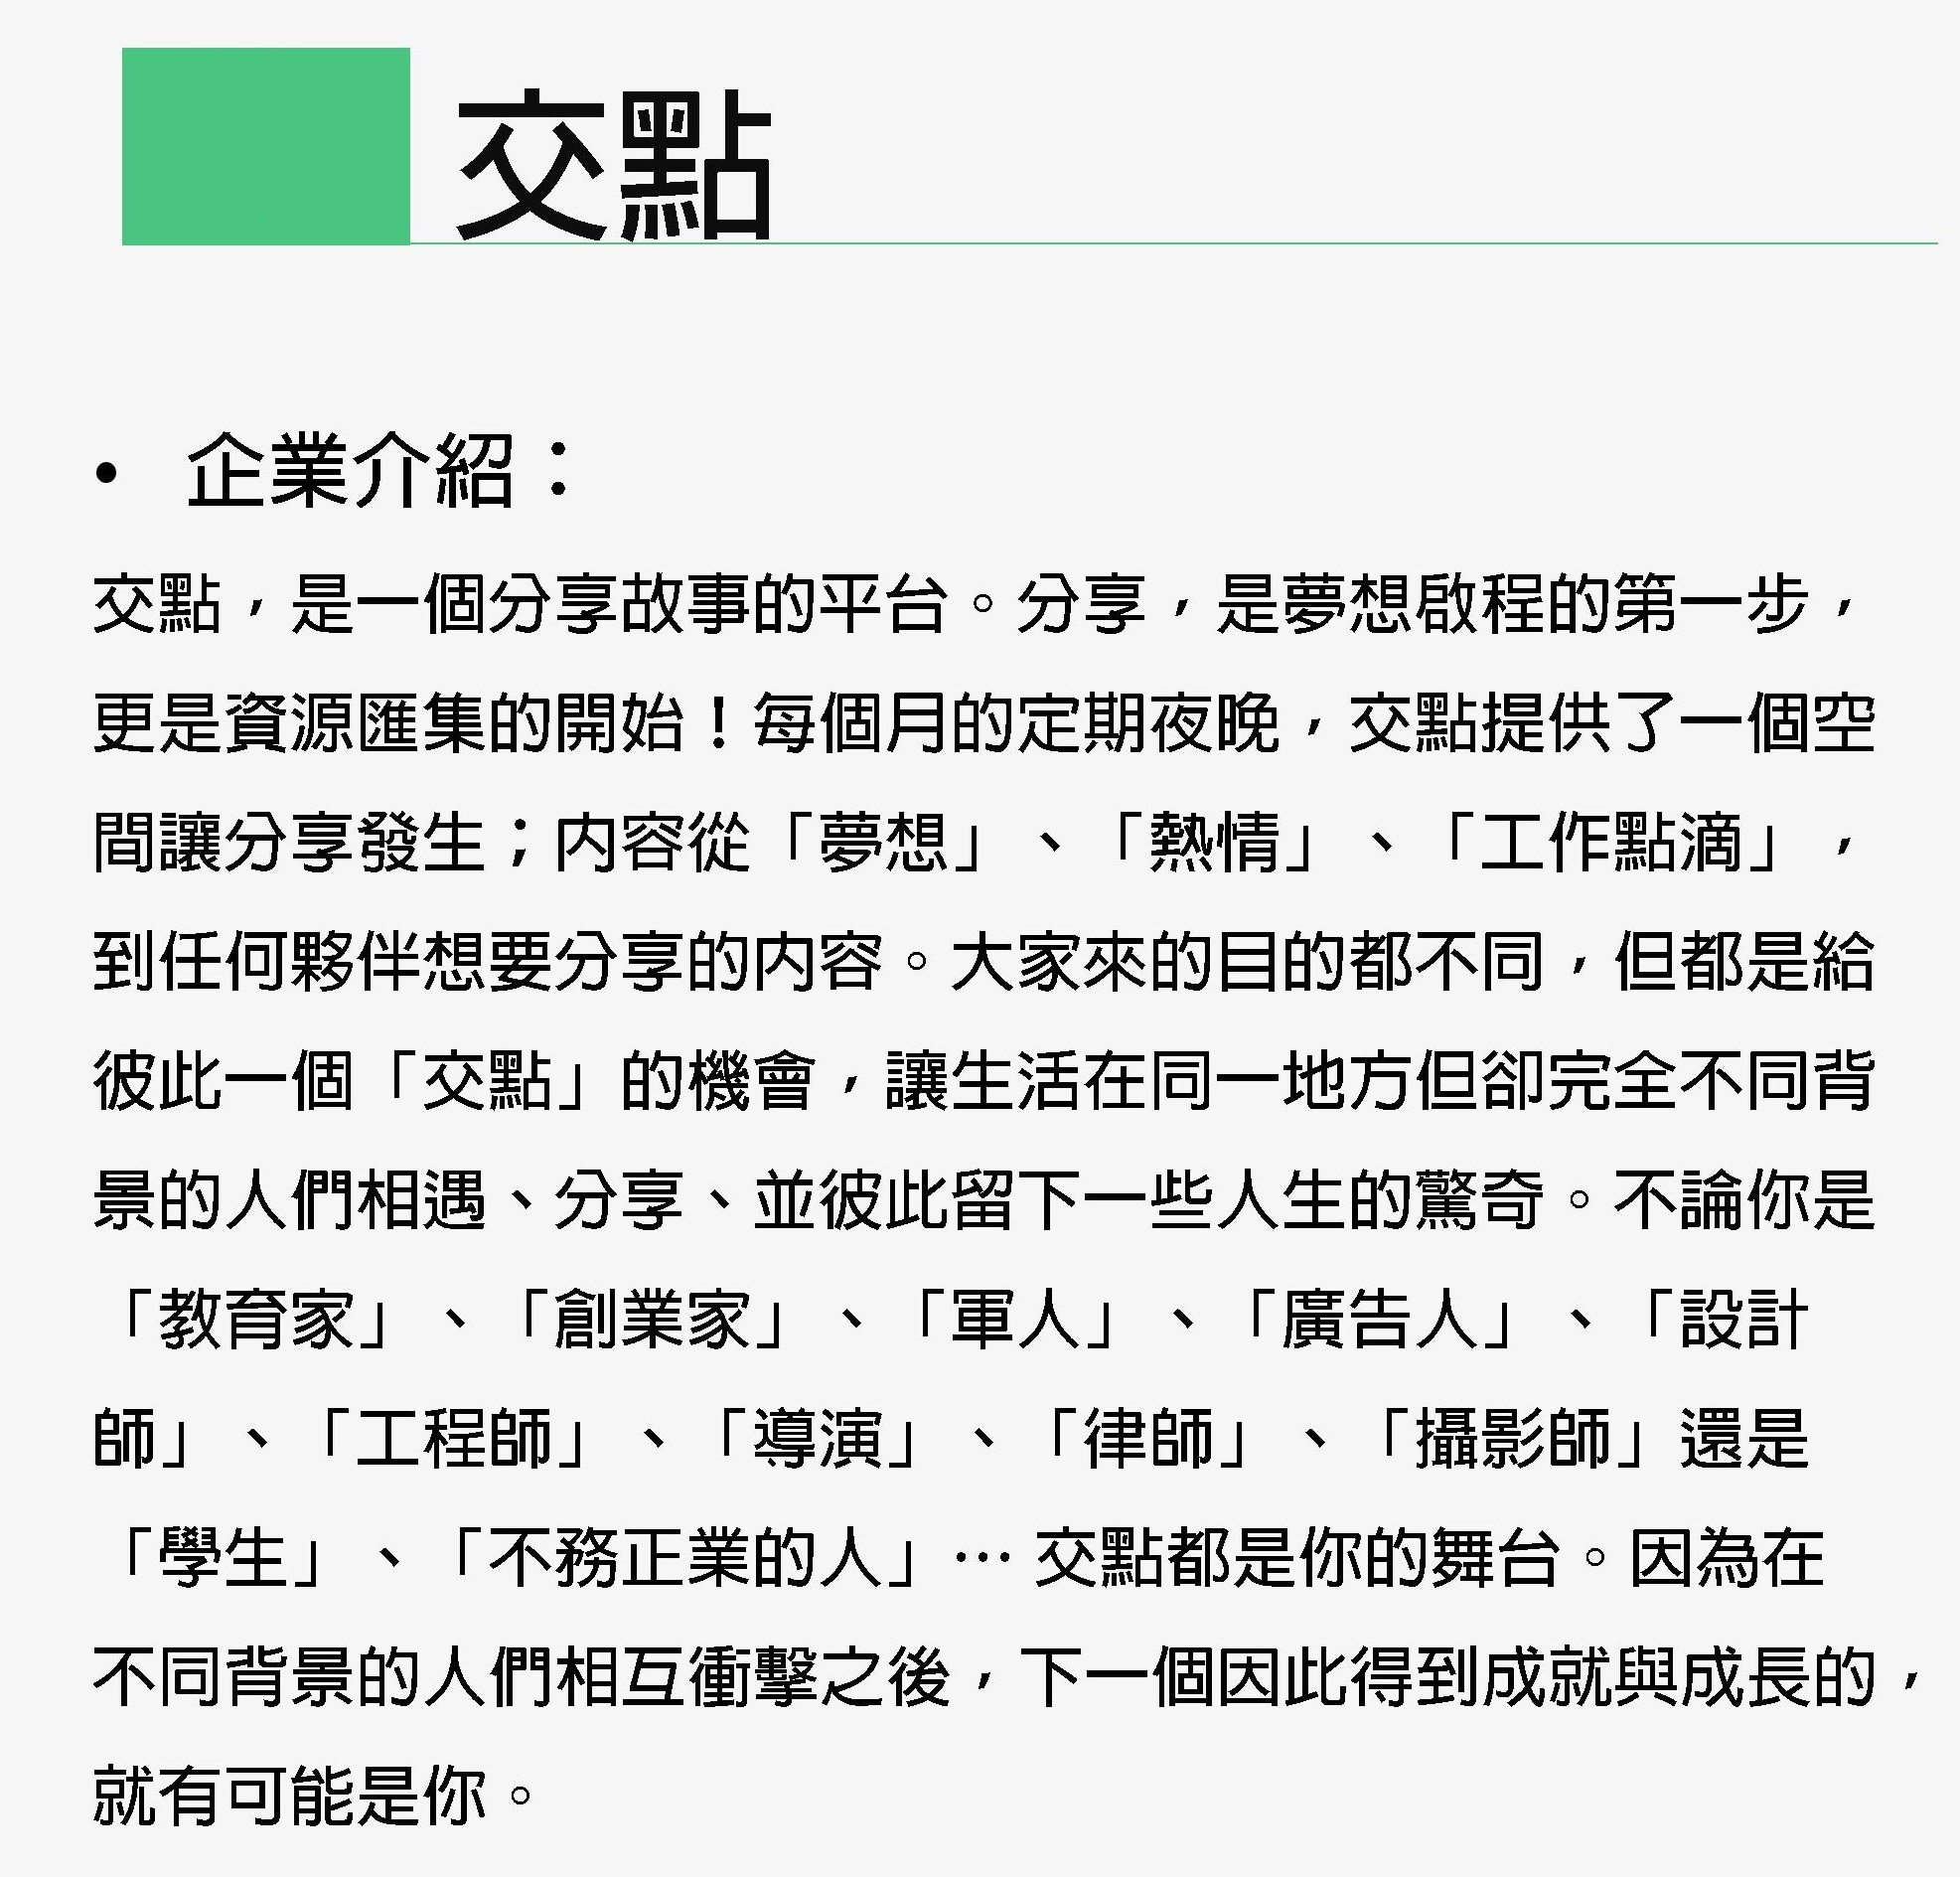 交點
• 企業介紹：
交點，是一個分享故事的平台。分享，是夢想啟程的第一步，
更是資源匯集的開始！每個月的定期夜晚，交點提供了一個空
間讓分享發生；內容從「夢想」、「熱情」、「工作點滴」，
到任何夥伴想要分享的內容。大家來的目的都不同，但都是給
彼此一個「交點」的機會，讓生活在同一地方但卻完全不同背
景的人們相遇、分享、並彼此留下一些人生的驚奇。不論你是
「教育家」、「創業家」、「軍人」、「廣告人」、「設計
師」、「工程師」、「導演」、「律師」、「攝影師」還是
「學生」、「不務正業的人」… 交點都是你的舞台。因為在
不同背景的人們相互衝擊之後，下一個因此得到成就與成長的，
就有可能是你。